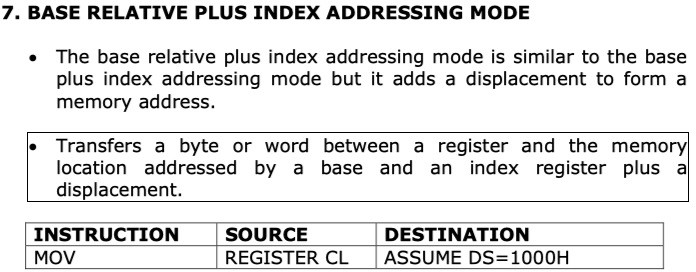 7. BASE RELATIVE PLUS INDEX ADDRESSING MODE
• The base relative plus index addressing mode is similar to the base
plus index addressing mode but it adds a displacement to form a
memory address.
• Transfers a byte or word between a register and the memory
location addressed by a base and an index register plus a
displacement.
INSTRUCTION SOURCE DESTINATION
MOV REGISTER CL ASSUME DS=1000H